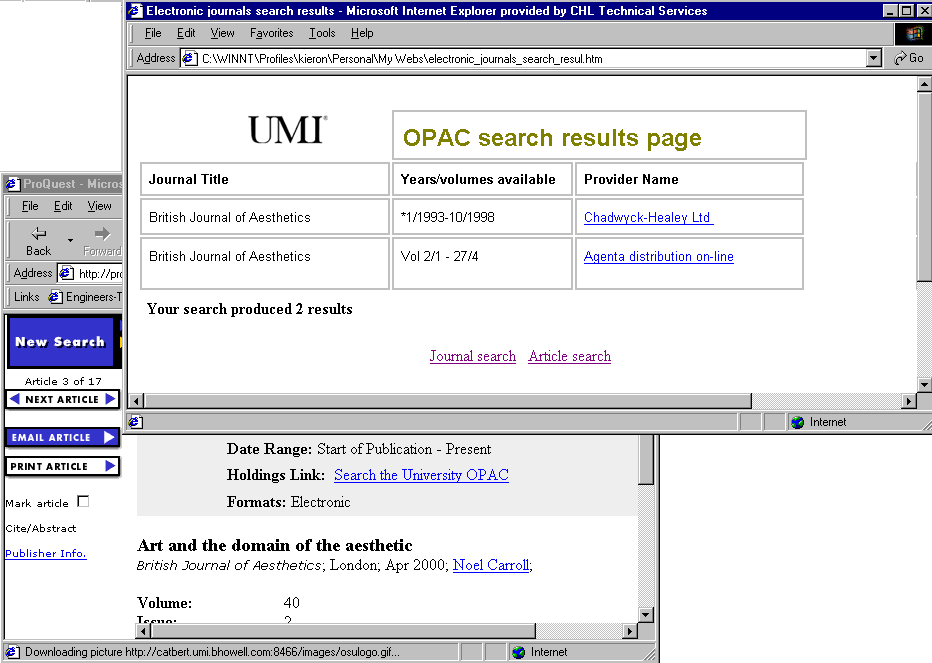 Electronic journals search results - Microsoft Internet Explorer provided by CHL Technical Services
File Edit View Favorites Tools Help
Address C:\WINNT\Profiles\kieron\Personal\My Webs\electronic_journals_search_resul.htm Go
UMI®
OPAC search results page
Journal Title Years/volumes available Provider Name
British Journal of Aesthetics *1/1993-10/1998 Chadwyck-Healey Ltd
British Journal of Aesthetics Vol 2/1 - 27/4 Agenta distribution on-line
Your search produced 2 results
Journal search Article search
Internet
ProQuest - Micros
File Edit View
Back Forward
Address http://pro
Links Engineers-T
New Search
Article 3 of 17
NEXT ARTICLE
EMAIL ARTICLE
PRINT ARTICLE
Mark article
Cite/Abstract
Publisher Info.
Date Range: Start of Publication - Present
Holdings Link: Search the University OPAC
Formats: Electronic
Art and the domain of the aesthetic
British Journal of Aesthetics; London; Apr 2000; Noel Carroll;
Volume: 40
Issue: 2
Downloading picture http://catbert.umi.bhowell.com:8466/images/osulogo.gif... Internet